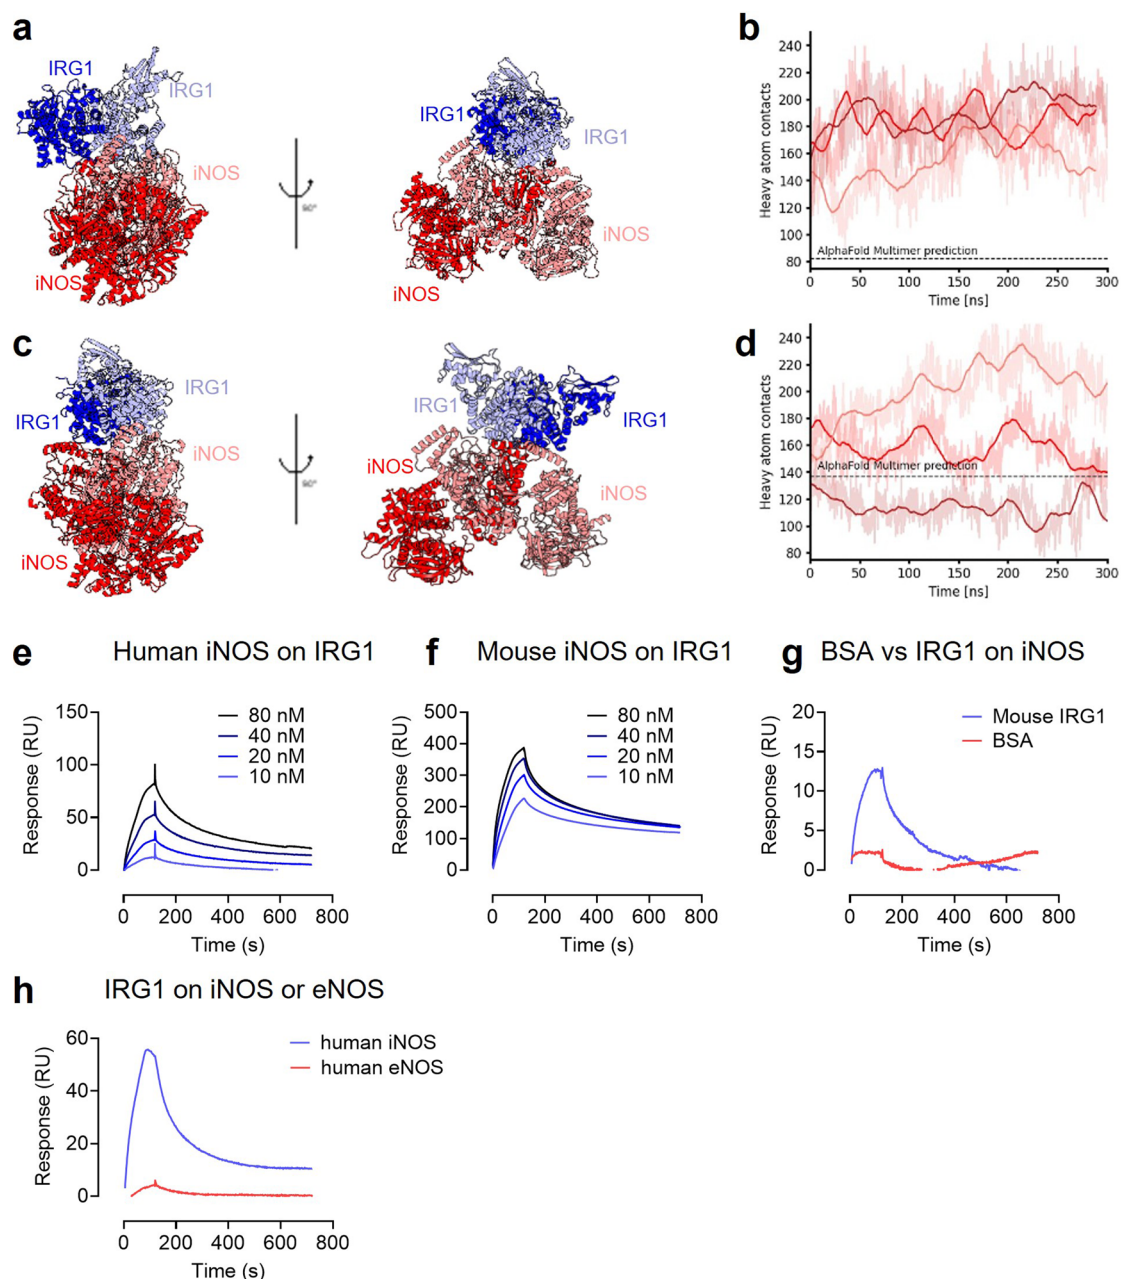 a
IRG1
IRG1
iNOS
iNOS
90°
IRG1
IRG1
iNOS
iNOS
b
Heavy atom contacts
240
220
200
180
160
140
120
100
80
AlphaFold Multimer prediction
0 50 100 150 200 250 300
Time [ns]
c
IRG1
IRG1
iNOS
iNOS
90°
IRG1
IRG1
iNOS
iNOS
d
Heavy atom contacts
240
220
200
180
160
140
120
100
80
AlphaFold Multimer prediction
0 50 100 150 200 250 300
Time [ns]
e Human iNOS on IRG1
Response (RU)
150
100
50
0
80 nM
40 nM
20 nM
10 nM
0 200 400 600 800
Time (s)
f Mouse iNOS on IRG1
Response (RU)
500
400
300
200
100
0
80 nM
40 nM
20 nM
10 nM
0 200 400 600 800
Time (s)
g BSA vs IRG1 on iNOS
Response (RU)
20
15
10
5
0
Mouse IRG1
BSA
0 200 400 600 800
Time (s)
h IRG1 on iNOS or eNOS
Response (RU)
60
40
20
0
human iNOS
human eNOS
0 200 400 600 800
Time (s)